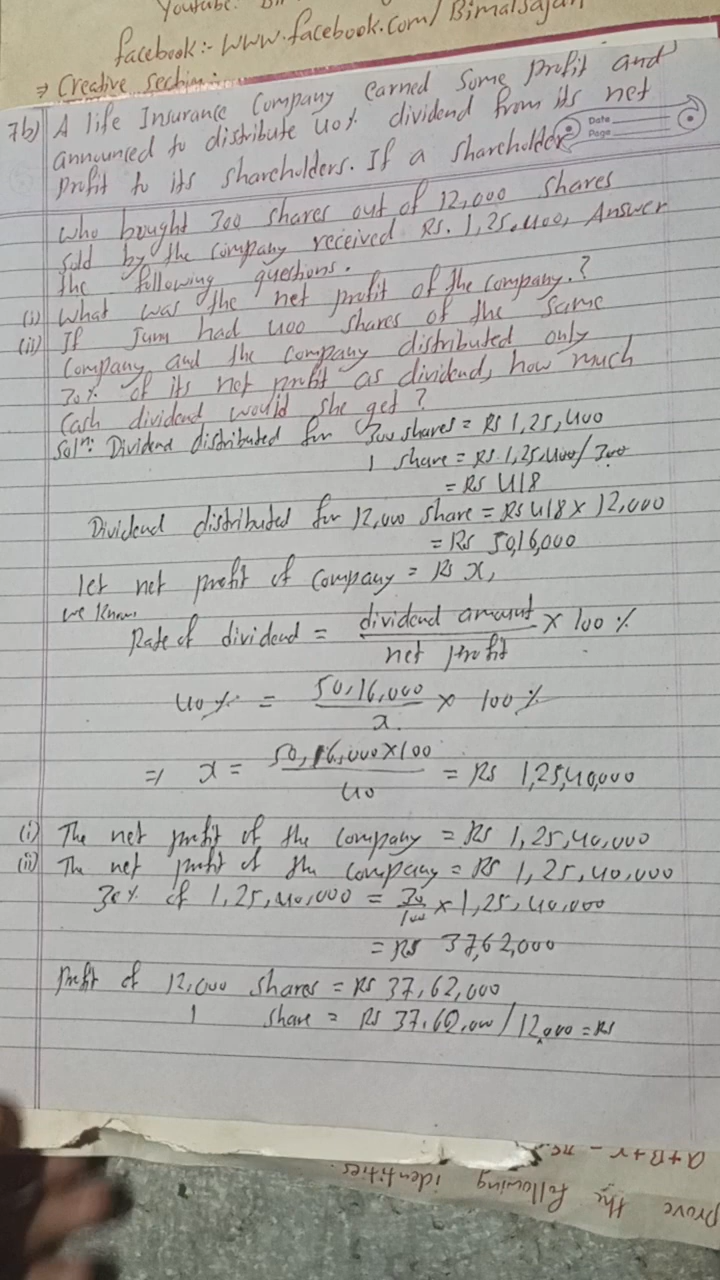 Youtube:
facebook:- www.facebook.com/Bimalsajan
⇒ Creative section:
7b) A life Insurance Company earned some profit and
announced to distribute 40% dividend from its net
Date
Page
profit to its shareholders. If a shareholder
who bought 300 shares out of 12,000 shares
sold by the company received Rs. 1,25,400, Answer
the following questions.
(i) What was the net profit of the company.?
(ii) If had 400 shares of the same
company, and the company distributed only
30% of its net profit as dividend, how much
cash dividend would she get?
Solⁿ: Dividend distributed for 300 shares = RS 1,25,400
1 share = RS 1,25,400/300
= RS 418
Dividend distributed for 12,000 share = RS 418 × 12,000
= RS 50,16,000
let net profit of company = RS x,
we know,
Rate of dividend = dividend amount / net profit × 100 %
40% = 50,16,000 / x × 100 %
⇒ x = 50,16,000×100 / 40 = RS 1,25,40,000
(i) The net profit of the company = RS 1,25,40,000
(ii) The net profit of the company = RS 1,25,40,000
30% of 1,25,40,000 = 30/100 × 1,25,40,000
= RS 37,62,000
Profit of 12,000 shares = RS 37,62,000
1 share = RS 37,62,000/12,000 = RS
a+B+r = πc
prove the following identities.